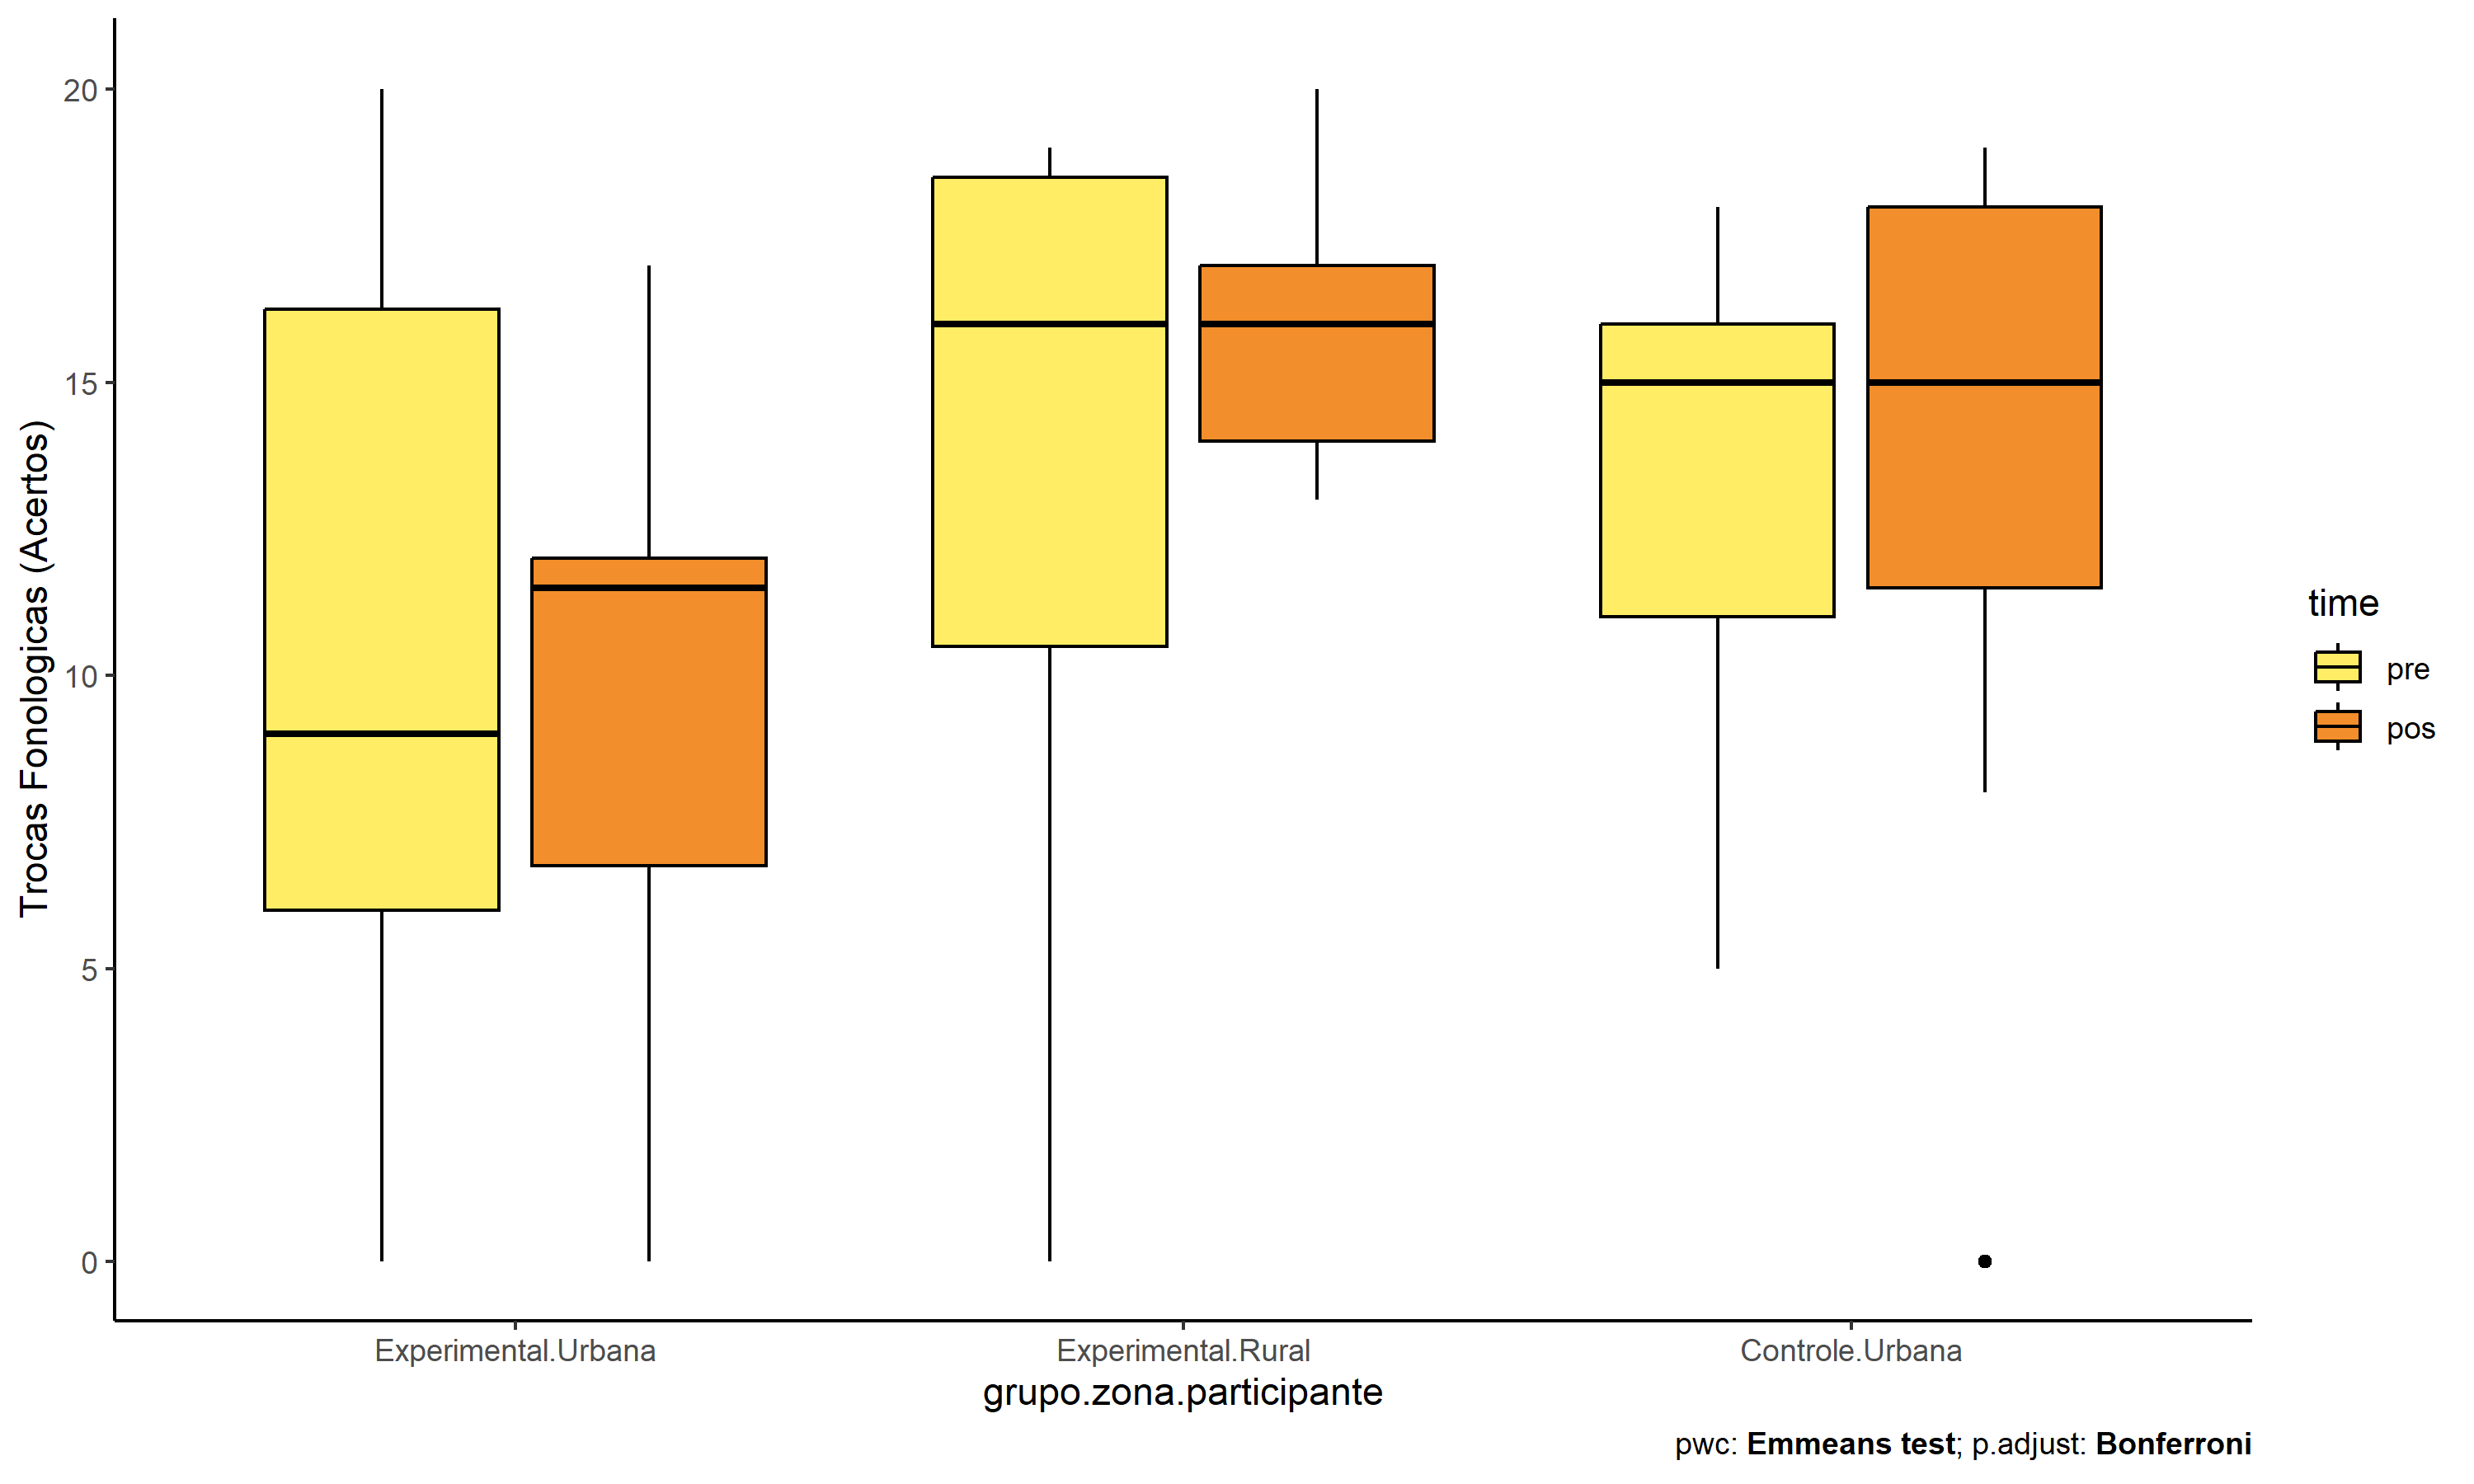 Trocas Fonologicas (Acertos)
20
15
10
5
0
Experimental.Urbana
Experimental.Rural
Controle.Urbana
grupo.zona.participante
time
pre
pos
pwc: Emmeans test; p.adjust: Bonferroni